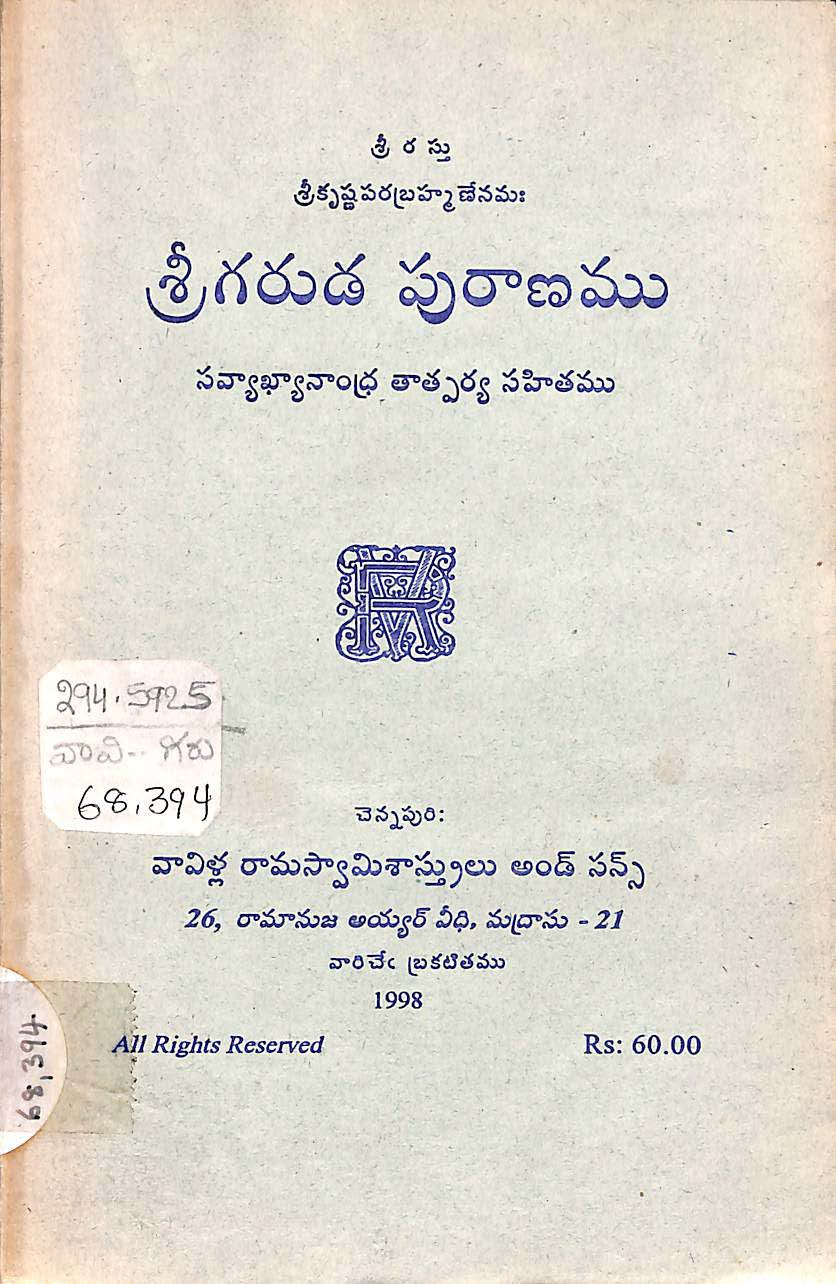 శ్రీ ర స్తు
శ్రీకృష్ణపరబ్రహ్మణేనమః
శ్రీగరుడ పురాణము
సవ్యాఖ్యానాంధ్ర తాత్పర్య సహితము
294.5925
వావి-- గరు
68,394
చెన్నపురి:
వావిళ్ల రామస్వామిశాస్త్రులు అండ్ సన్స్
26, రామానుజ అయ్యర్ వీధి, మద్రాసు - 21
వారిచేఁ బ్రకటితము
1998
All Rights Reserved Rs: 60.00
68,394